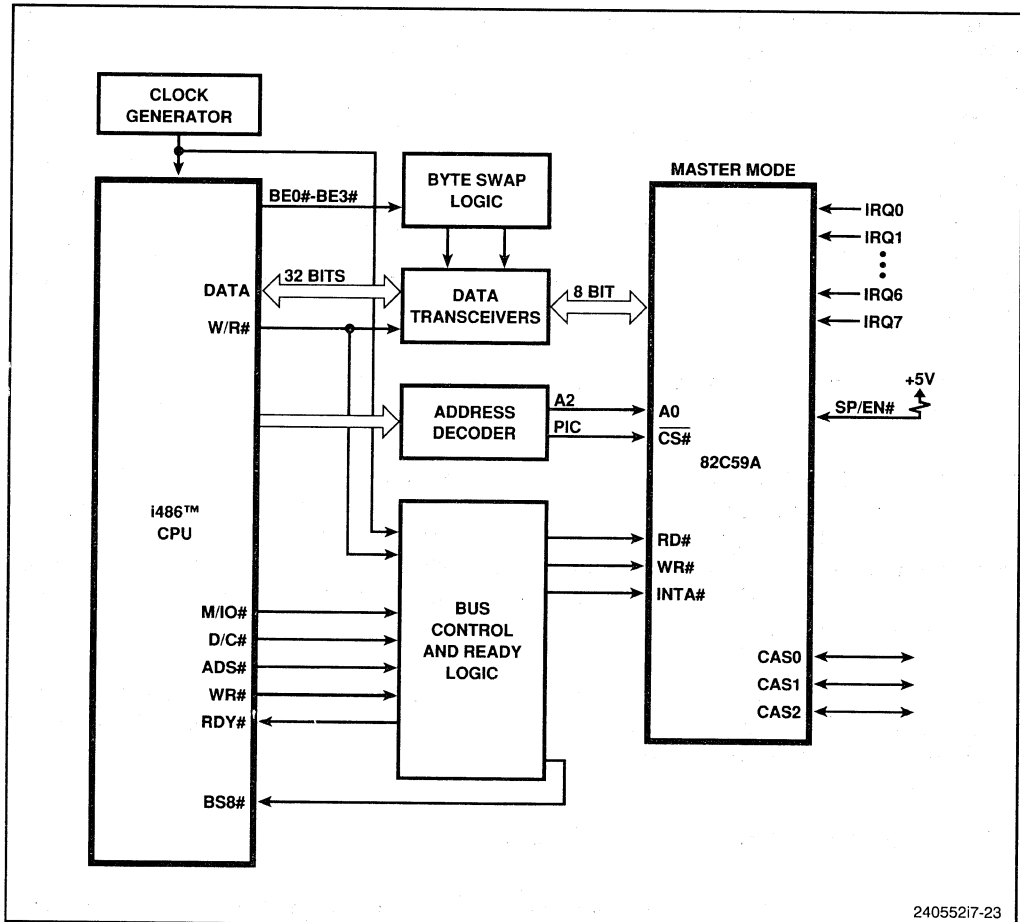 CLOCK
GENERATOR
BE0#-BE3#
BYTE SWAP
LOGIC
MASTER MODE
IRQ0
IRQ1
IRQ6
IRQ7
DATA
32 BITS
DATA
TRANSCEIVERS
8 BIT
W/R#
+5V
SP/EN#
ADDRESS
DECODER
A2
PIC
A0
CS#
82C59A
i486™
CPU
RD#
WR#
INTA#
BUS
CONTROL
AND READY
LOGIC
M/IO#
D/C#
ADS#
WR#
RDY#
BS8#
CAS0
CAS1
CAS2
240552i7-23